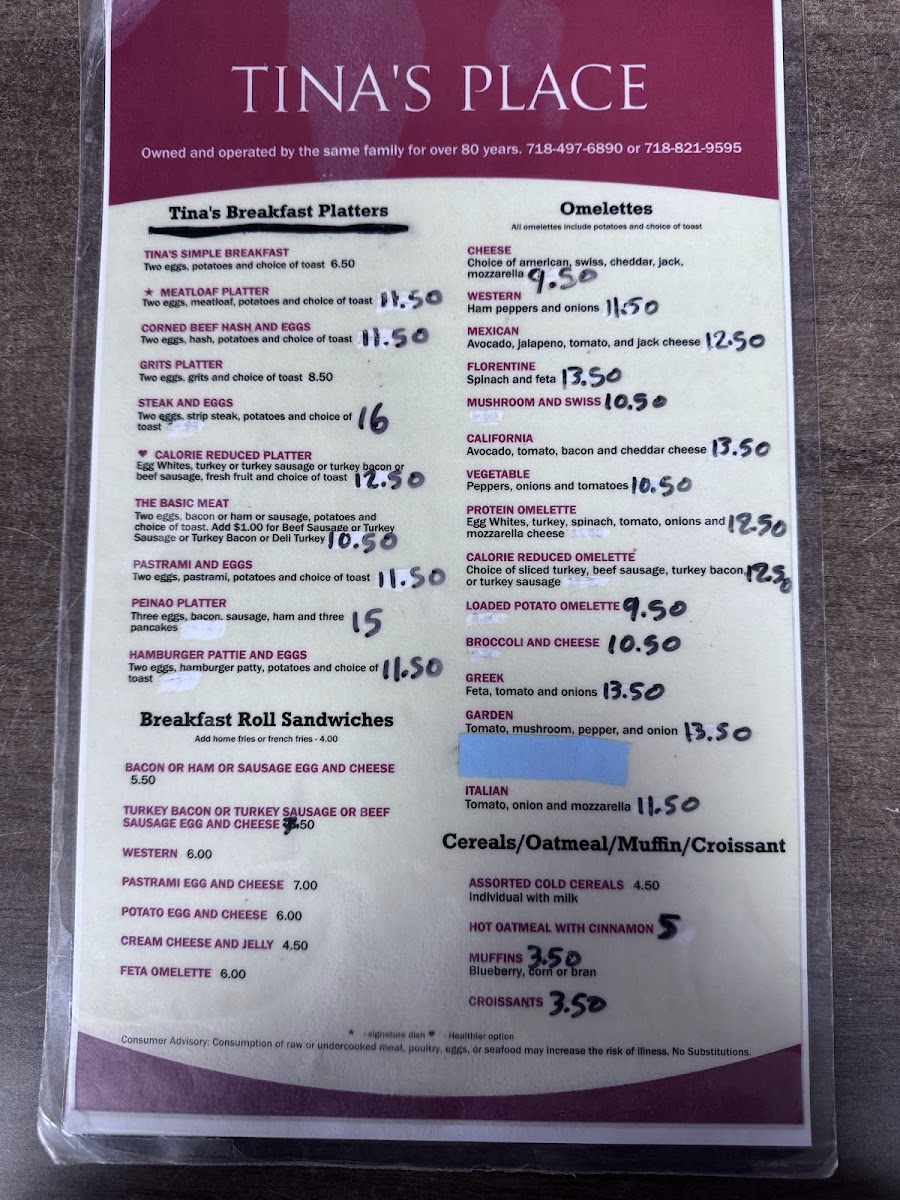 TINA'S PLACE
Owned and operated by the same family for over 80 years. 718-497-6890 or 718-821-9595
Tina's Breakfast Platters
TINA'S SIMPLE BREAKFAST
Two eggs, potatoes and choice of toast 6.50
★ MEATLOAF PLATTER
Two eggs, meatloaf, potatoes and choice of toast 11.50
CORNED BEEF HASH AND EGGS
Two eggs, hash, potatoes and choice of toast 11.50
GRITS PLATTER
Two eggs, grits and choice of toast 8.50
STEAK AND EGGS
Two eggs, strip steak, potatoes and choice of
toast 16
♥ CALORIE REDUCED PLATTER
Egg Whites, turkey or turkey sausage or turkey bacon or
beef sausage, fresh fruit and choice of toast 12.50
THE BASIC MEAT
Two eggs, bacon or ham or sausage, potatoes and
choice of toast. Add $1.00 for Beef Sausage or Turkey
Sausage or Turkey Bacon or Deli Turkey 10.50
PASTRAMI AND EGGS
Two eggs, pastrami, potatoes and choice of toast 11.50
PEINAO PLATTER
Three eggs, bacon. sausage, ham and three
pancakes 15
HAMBURGER PATTIE AND EGGS
Two eggs, hamburger patty, potatoes and choice of
toast 11.50
Breakfast Roll Sandwiches
Add home fries or french fries - 4.00
BACON OR HAM OR SAUSAGE EGG AND CHEESE
5.50
TURKEY BACON OR TURKEY SAUSAGE OR BEEF
SAUSAGE EGG AND CHEESE .50
WESTERN 6.00
PASTRAMI EGG AND CHEESE 7.00
POTATO EGG AND CHEESE 6.00
CREAM CHEESE AND JELLY 4.50
FETA OMELETTE 6.00
Omelettes
All omelettes include potatoes and choice of toast
CHEESE
Choice of american, swiss, cheddar, jack,
mozzarella 9.50
WESTERN
Ham peppers and onions 11.50
MEXICAN
Avocado, jalapeno, tomato, and jack cheese 12.50
FLORENTINE
Spinach and feta 13.50
MUSHROOM AND SWISS 10.50
CALIFORNIA
Avocado, tomato, bacon and cheddar cheese 13.50
VEGETABLE
Peppers, onions and tomatoes 10.50
PROTEIN OMELETTE
Egg Whites, turkey, spinach, tomato, onions and
mozzarella cheese 12.50
CALORIE REDUCED OMELETTE
Choice of sliced turkey, beef sausage, turkey bacon,
or turkey sausage 12.50
LOADED POTATO OMELETTE 9.50
BROCCOLI AND CHEESE 10.50
GREEK
Feta, tomato and onions 13.50
GARDEN
Tomato, mushroom, pepper, and onion 13.50
ITALIAN
Tomato, onion and mozzarella 11.50
Cereals/Oatmeal/Muffin/Croissant
ASSORTED COLD CEREALS 4.50
Individual with milk
HOT OATMEAL WITH CINNAMON 5
MUFFINS 3.50
Blueberry, corn or bran
CROISSANTS 3.50
★ - signature dish ♥ - Healthier option
Consumer Advisory: Consumption of raw or undercooked meat, poultry, eggs, or seafood may increase the risk of illness. No Substitutions.